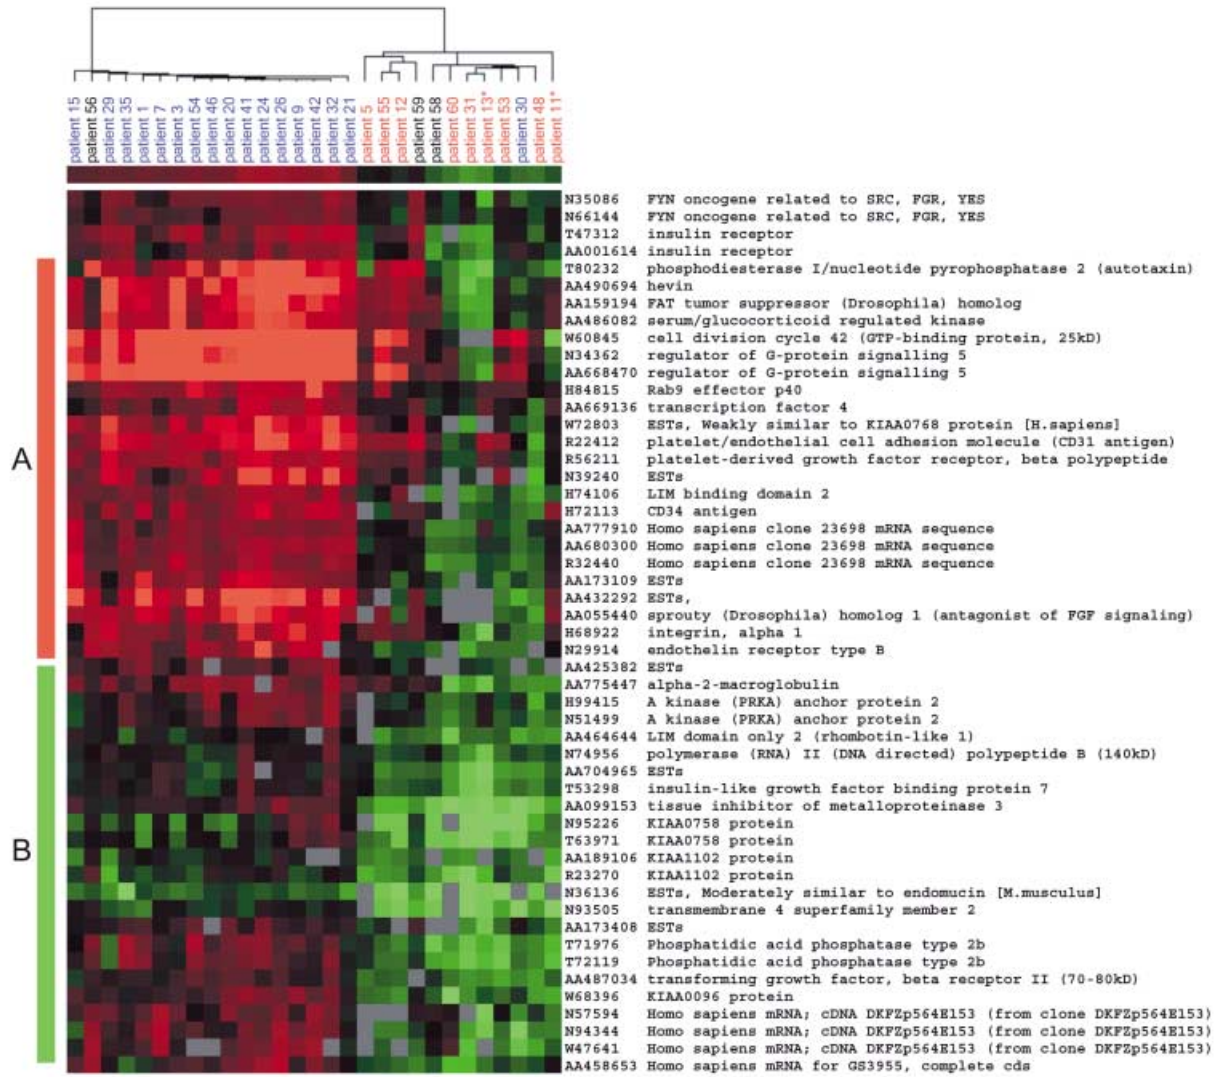 patient 15
patient 56
patient 29
patient 35
patient 1
patient 7
patient 3
patient 54
patient 46
patient 20
patient 41
patient 24
patient 26
patient 9
patient 42
patient 32
patient 21
patient 5
patient 55
patient 12
patient 59
patient 58
patient 60
patient 31
patient 13*
patient 53
patient 30
patient 48
patient 11*
N35086 FYN oncogene related to SRC, FGR, YES
N66144 FYN oncogene related to SRC, FGR, YES
T47312 insulin receptor
AA001614 insulin receptor
T80232 phosphodiesterase I/nucleotide pyrophosphatase 2 (autotaxin)
AA490694 hevin
AA159194 FAT tumor suppressor (Drosophila) homolog
AA486082 serum/glucocorticoid regulated kinase
W60845 cell division cycle 42 (GTP-binding protein, 25kD)
N34362 regulator of G-protein signalling 5
AA668470 regulator of G-protein signalling 5
H84815 Rab9 effector p40
AA669136 transcription factor 4
W72803 ESTs, Weakly similar to KIAA0768 protein [H.sapiens]
R22412 platelet/endothelial cell adhesion molecule (CD31 antigen)
A
R56211 platelet-derived growth factor receptor, beta polypeptide
N39240 ESTs
H74106 LIM binding domain 2
H72113 CD34 antigen
AA777910 Homo sapiens clone 23698 mRNA sequence
AA680300 Homo sapiens clone 23698 mRNA sequence
R32440 Homo sapiens clone 23698 mRNA sequence
AA173109 ESTs
AA432292 ESTs,
AA055440 sprouty (Drosophila) homolog 1 (antagonist of FGF signaling)
H68922 integrin, alpha 1
N29914 endothelin receptor type B
AA425382 ESTs
AA775447 alpha-2-macroglobulin
H99415 A kinase (PRKA) anchor protein 2
N51499 A kinase (PRKA) anchor protein 2
AA464644 LIM domain only 2 (rhombotin-like 1)
N74956 polymerase (RNA) II (DNA directed) polypeptide B (140kD)
AA704965 ESTs
T53298 insulin-like growth factor binding protein 7
AA099153 tissue inhibitor of metalloproteinase 3
N95226 KIAA0758 protein
T63971 KIAA0758 protein
B
AA189106 KIAA1102 protein
R23270 KIAA1102 protein
N36136 ESTs, Moderately similar to endomucin [M.musculus]
N93505 transmembrane 4 superfamily member 2
AA173408 ESTs
T71976 Phosphatidic acid phosphatase type 2b
T72119 Phosphatidic acid phosphatase type 2b
AA487034 transforming growth factor, beta receptor II (70-80kD)
W68396 KIAA0096 protein
N57594 Homo sapiens mRNA; cDNA DKFZp564E153 (from clone DKFZp564E153)
N94344 Homo sapiens mRNA; cDNA DKFZp564E153 (from clone DKFZp564E153)
W47641 Homo sapiens mRNA; cDNA DKFZp564E153 (from clone DKFZp564E153)
AA458653 Homo sapiens mRNA for GS3955, complete cds